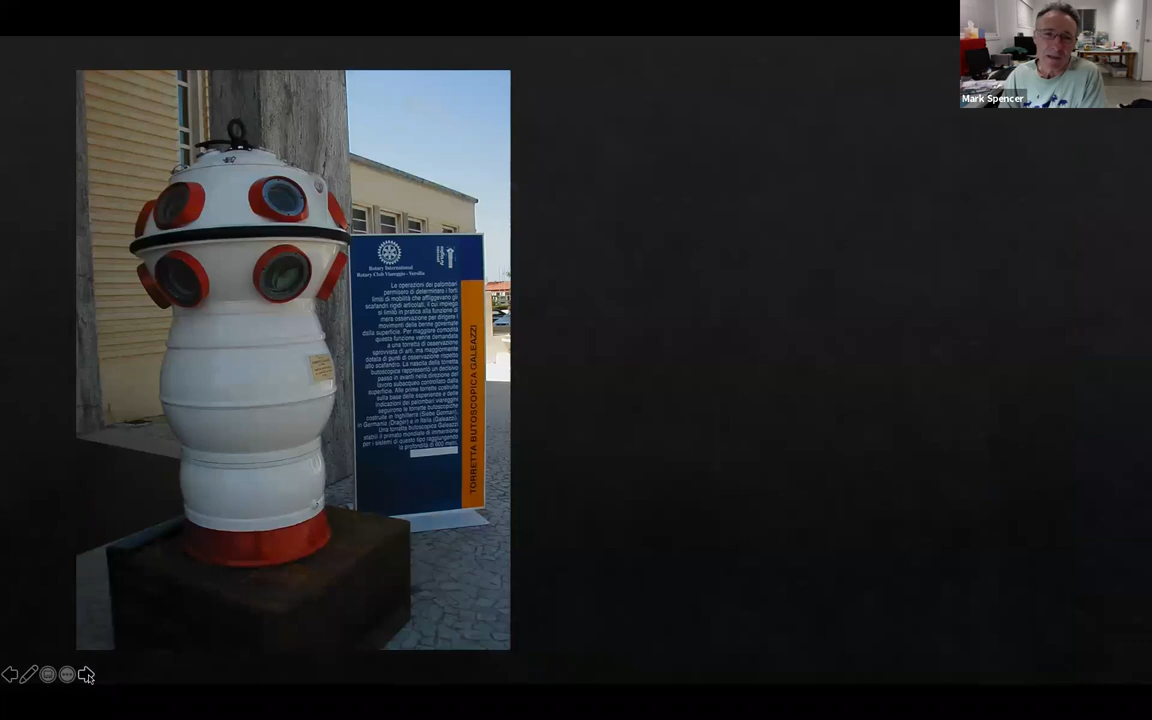 Mark Spencer
Rotary International
Rotary Club Viareggio - Versilia
Le operazioni dei palombari
permisero di determinare i forti
limiti di mobilità che affliggevano gli
scafandri rigidi articolati, il cui impiego
si limitò in pratica alla funzione di
mera osservazione per dirigere i
movimenti delle benne governate
dalla superficie. Per maggiore comodità
questa funzione venne demandata
a una torretta di osservazione
sprovvista di arti, ma maggiormente
dotata di punti di osservazione rispetto
allo scafandro. La nascita della torretta
butoscopica rappresentò un decisivo
passo in avanti nella direzione del
lavoro subacqueo controllato dalla
superficie. Alle prime torrette costruite
sulla base delle esperienze e delle
indicazioni dei palombari viareggini
seguirono le torrette butoscopiche
costruite in Inghilterra (Siebe Gorman),
in Germania (Drager) e in Italia (Galeazzi).
Una torretta butoscopica Galeazzi
stabilì il primato mondiale di immersione
per i sistemi di questo tipo raggiungendo
la profondità di 600 metri.
TORRETTA BUTOSCOPICA GALEAZZI